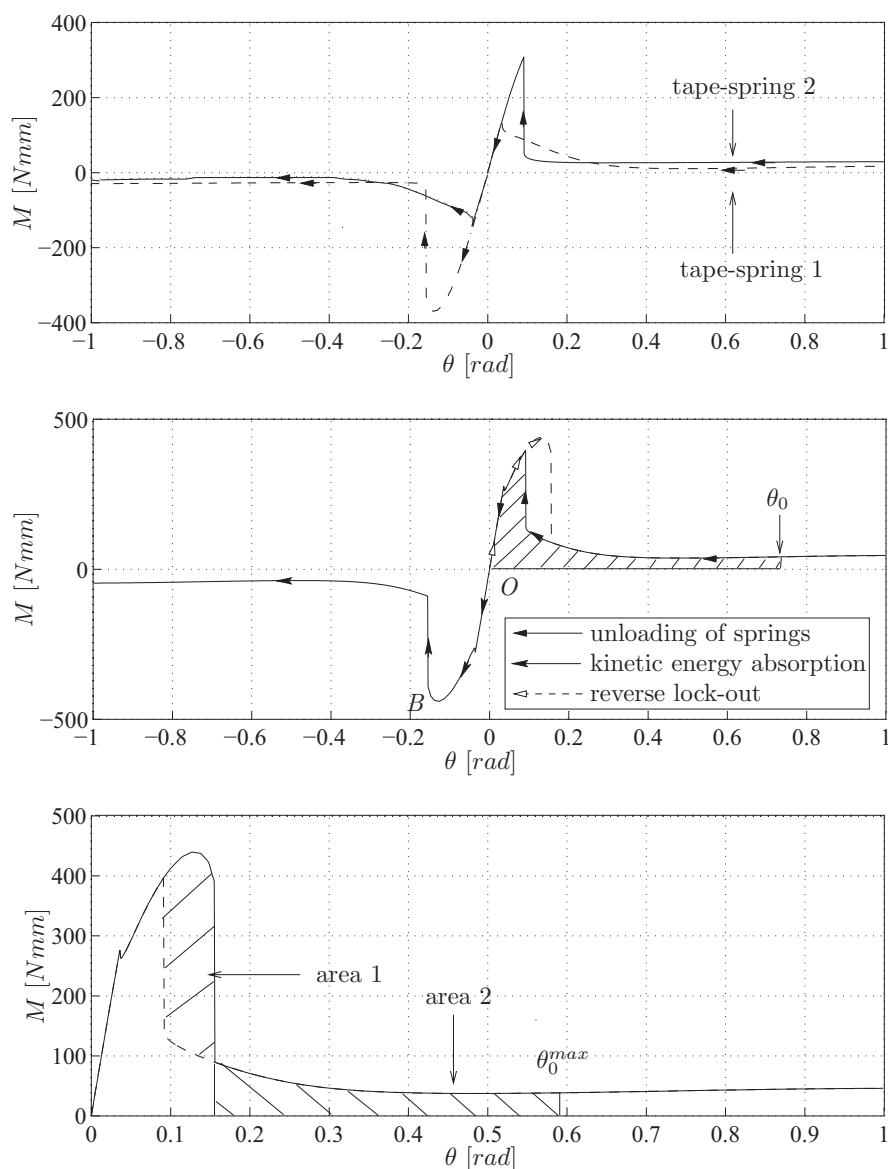 400
200
0
−200
−400
M [Nmm]
tape-spring 2
tape-spring 1
−1 −0.8 −0.6 −0.4 −0.2 0 0.2 0.4 0.6 0.8 1
θ [rad]
500
0
−500
M [Nmm]
θ0
O
B
unloading of springs
kinetic energy absorption
reverse lock-out
−1 −0.8 −0.6 −0.4 −0.2 0 0.2 0.4 0.6 0.8 1
θ [rad]
500
400
300
200
100
0
M [Nmm]
area 1
area 2
θ0^max
0 0.1 0.2 0.3 0.4 0.5 0.6 0.7 0.8 0.9 1
θ [rad]